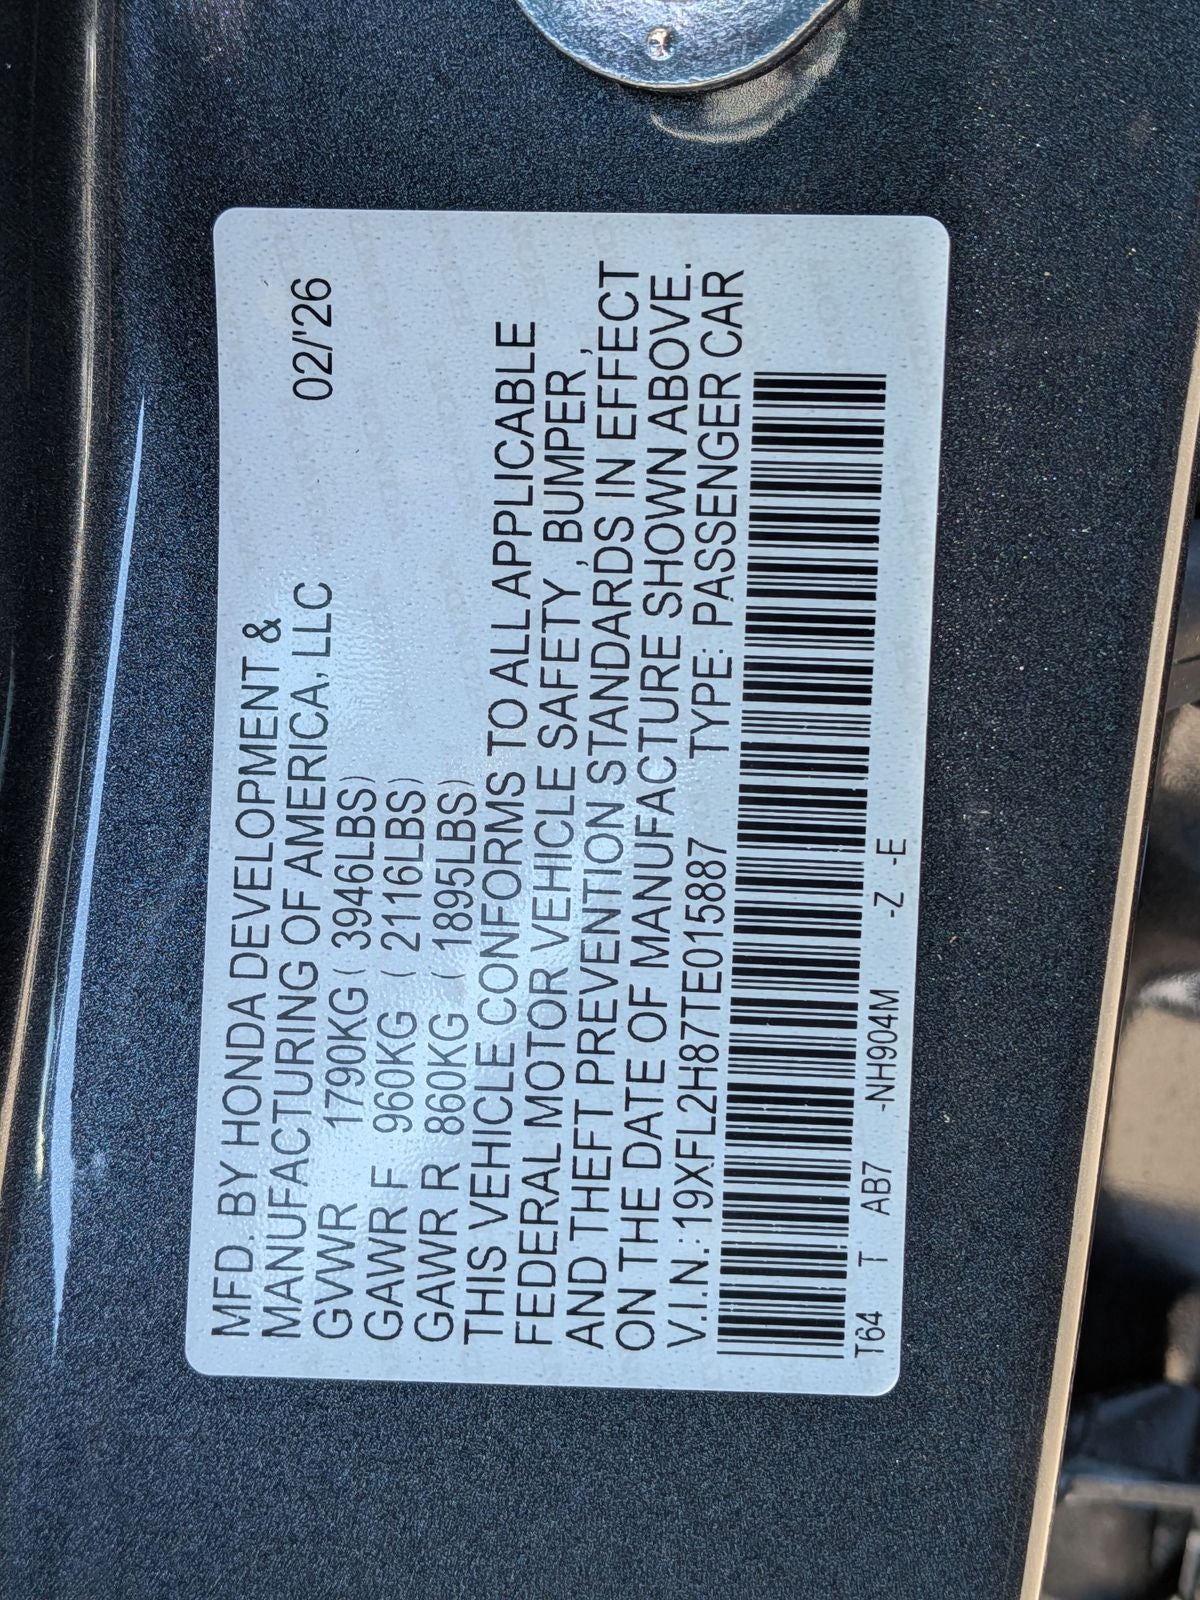 MFD. BY HONDA DEVELOPMENT &
MANUFACTURING OF AMERICA, LLC 02/'26
GVWR 1790KG ( 3946LBS)
GAWR F 960KG ( 2116LBS)
GAWR R 860KG ( 1895LBS)
THIS VEHICLE CONFORMS TO ALL APPLICABLE
FEDERAL MOTOR VEHICLE SAFETY , BUMPER ,
AND THEFT PREVENTION STANDARDS IN EFFECT
ON THE DATE OF MANUFACTURE SHOWN ABOVE.
V.I.N.:19XFL2H87TE015887 TYPE: PASSENGER CAR
T64 T AB7 -NH904M -Z -E